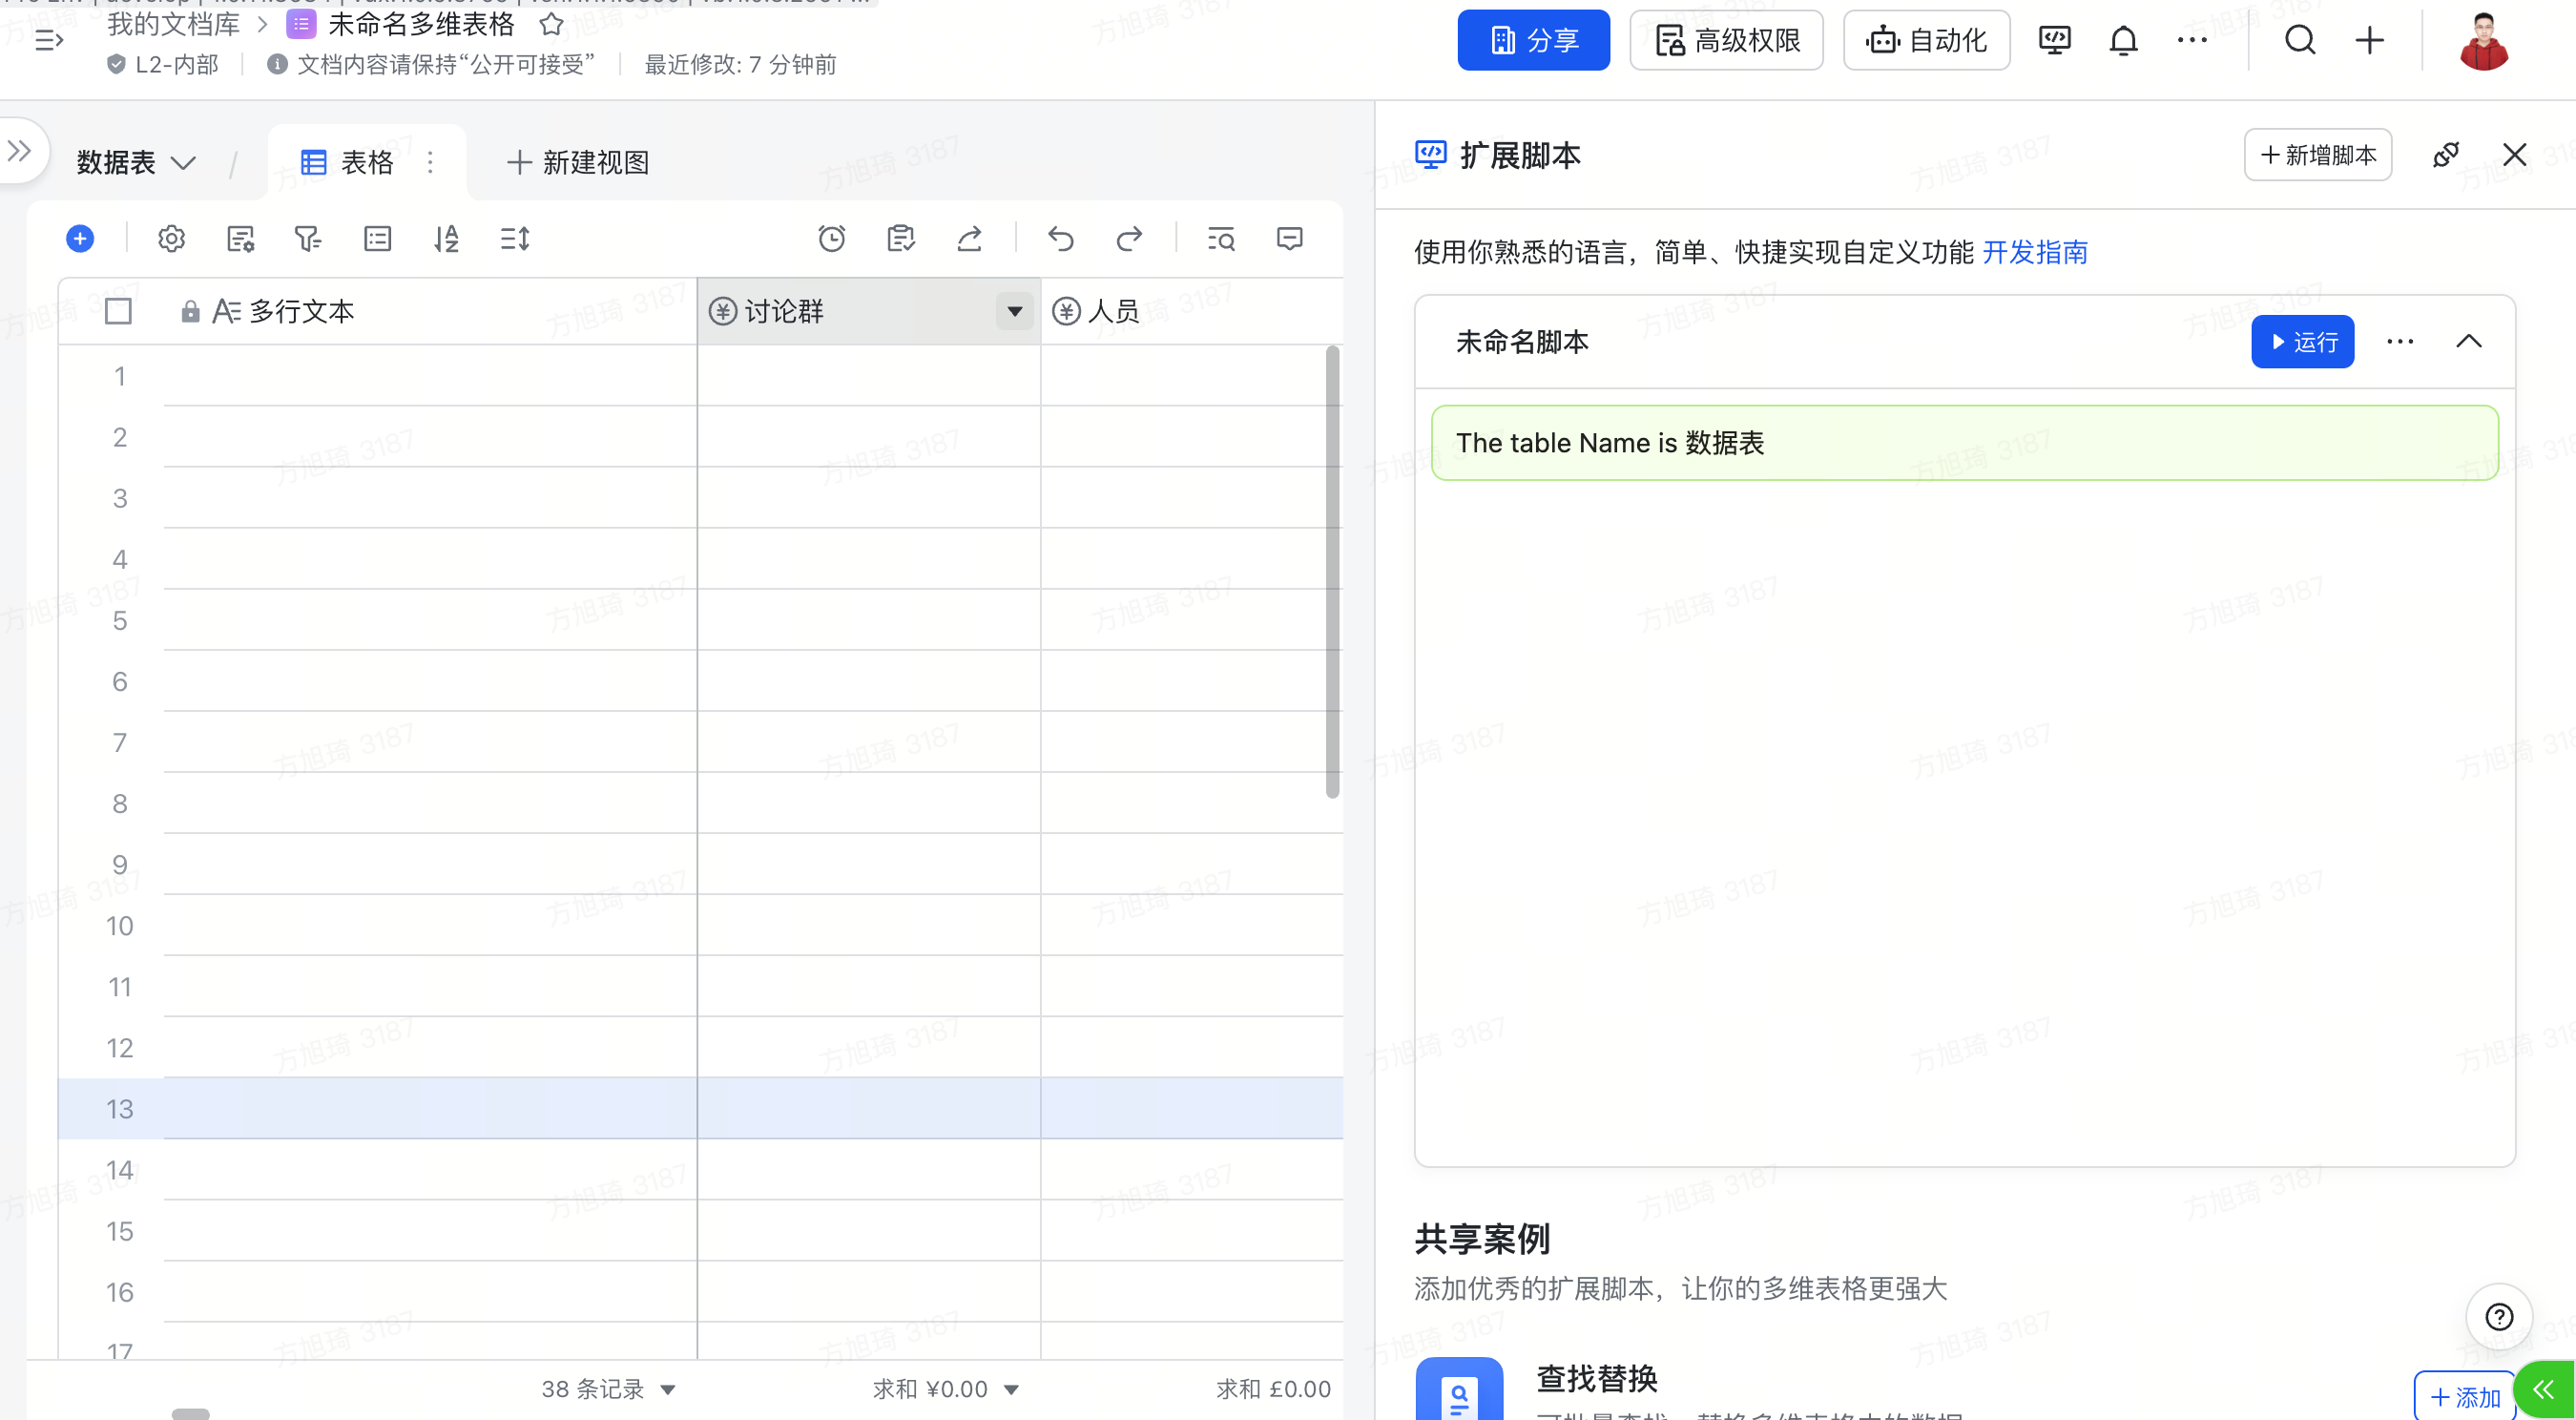 我的文档库 > 未命名多维表格
L2-内部 文档内容请保持“公开可接受” 最近修改: 7 分钟前
分享 高级权限 自动化
数据表 / 表格 新建视图
多行文本 讨论群 人员
1
2
3
4
5
6
7
8
9
10
11
12
13
14
15
16
17
38 条记录 求和 ¥0.00 求和 £0.00
扩展脚本 新增脚本
使用你熟悉的语言，简单、快捷实现自定义功能 开发指南
未命名脚本 运行
The table Name is 数据表
共享案例
添加优秀的扩展脚本，让你的多维表格更强大
查找替换
添加
方旭琦 3187